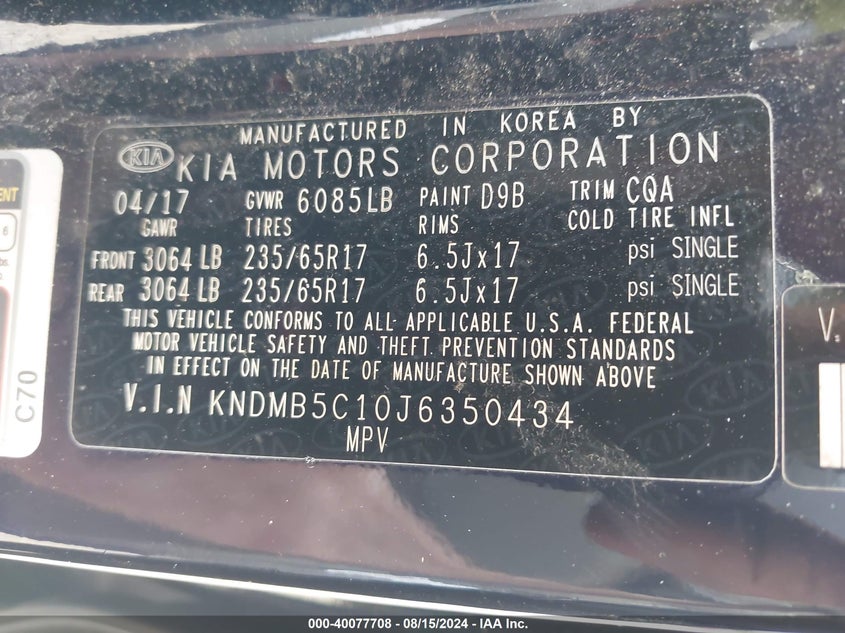 MANUFACTURED IN KOREA BY
KIA KIA MOTORS CORPORATION
04/17 GVWR 6085LB PAINT D9B TRIM CQA
GAWR TIRES RIMS COLD TIRE INFL
FRONT 3064 LB 235/65R17 6.5Jx17 psi SINGLE
REAR 3064 LB 235/65R17 6.5Jx17 psi SINGLE
THIS VEHICLE CONFORMS TO ALL APPLICABLE U.S.A. FEDERAL
MOTOR VEHICLE SAFETY AND THEFT PREVENTION STANDARDS
IN EFFECT ON THE DATE OF MANUFACTURE SHOWN ABOVE
V.I.N KNDMB5C10J6350434
MPV
C70
6
V.
000-40077708 - 08/15/2024 - IAA Inc.